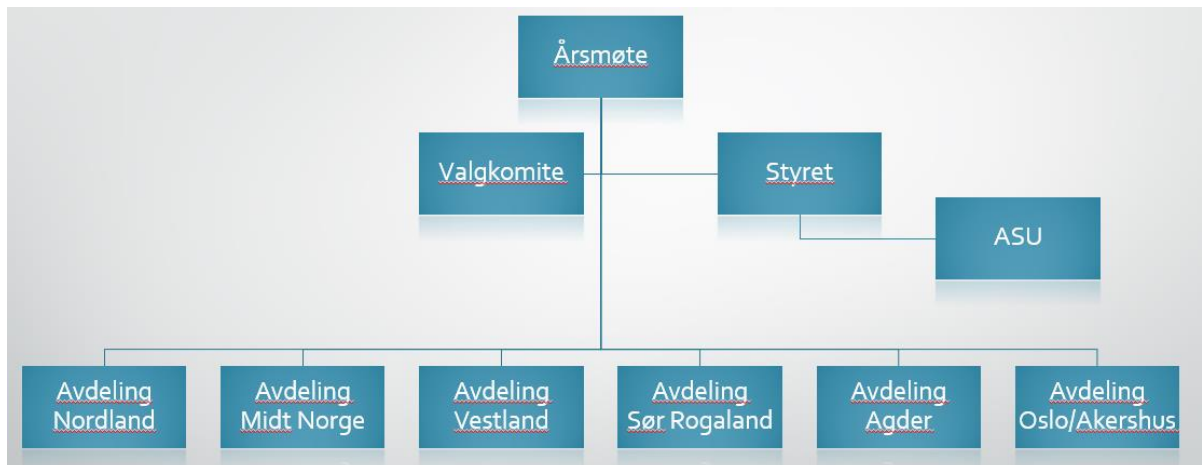 Årsmøte
Valgkomite
Styret
ASU
Avdeling
Nordland
Avdeling
Midt Norge
Avdeling
Vestland
Avdeling
Sør Rogaland
Avdeling
Agder
Avdeling
Oslo/Akershus